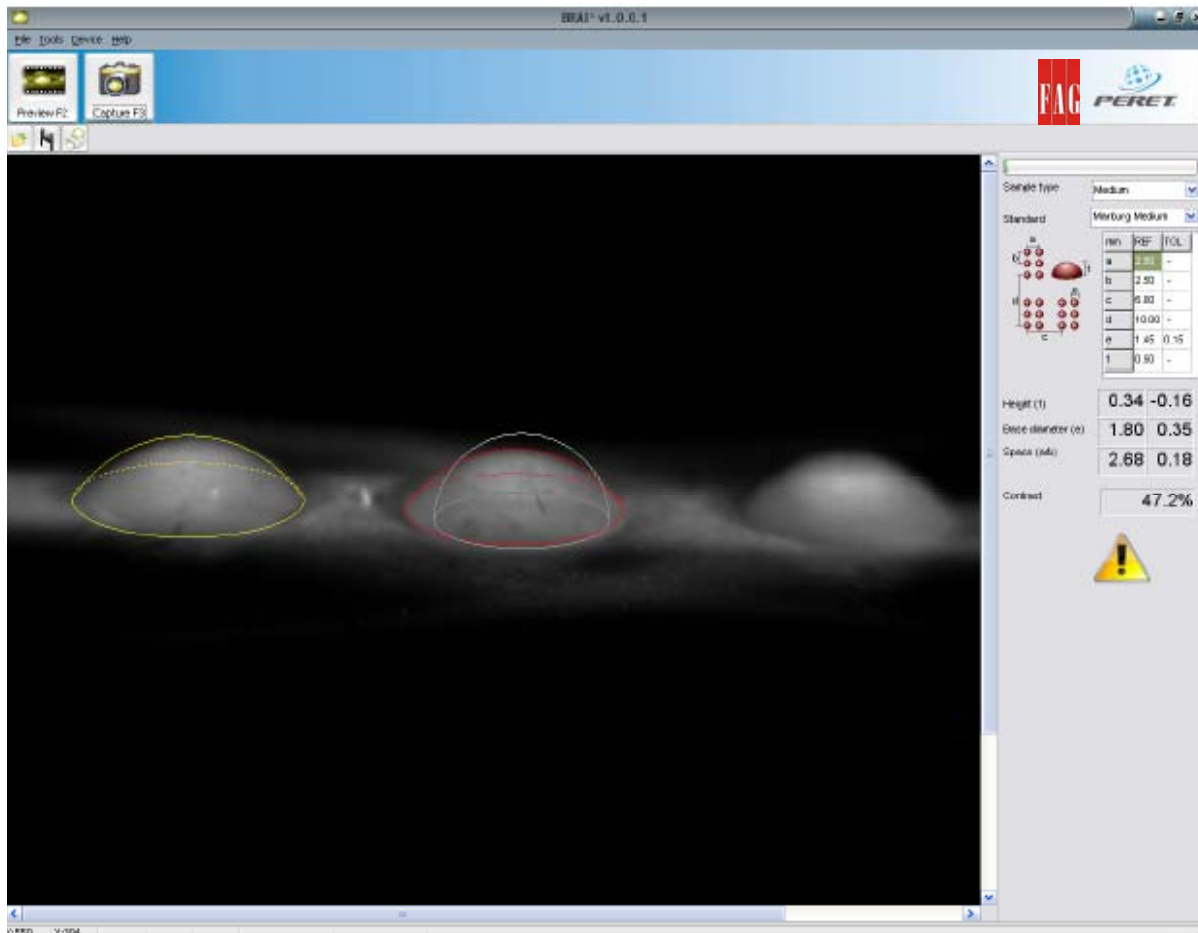 BRAI³ v1.0.0.1
File Tools Device Help
Preview F2 Capture F3
FAG PERET
Sample type Medium
Standard Marburg Medium
mm REF TOL
a -
b 2.50 -
c 6.00 -
d 10.00 -
e 1.45 0.15
f 0.50 -
a
b
f
e
d
c
Height (f) 0.34 -0.16
Base diameter (e) 1.80 0.35
Space (a/b) 2.68 0.18
Contrast 47.2%